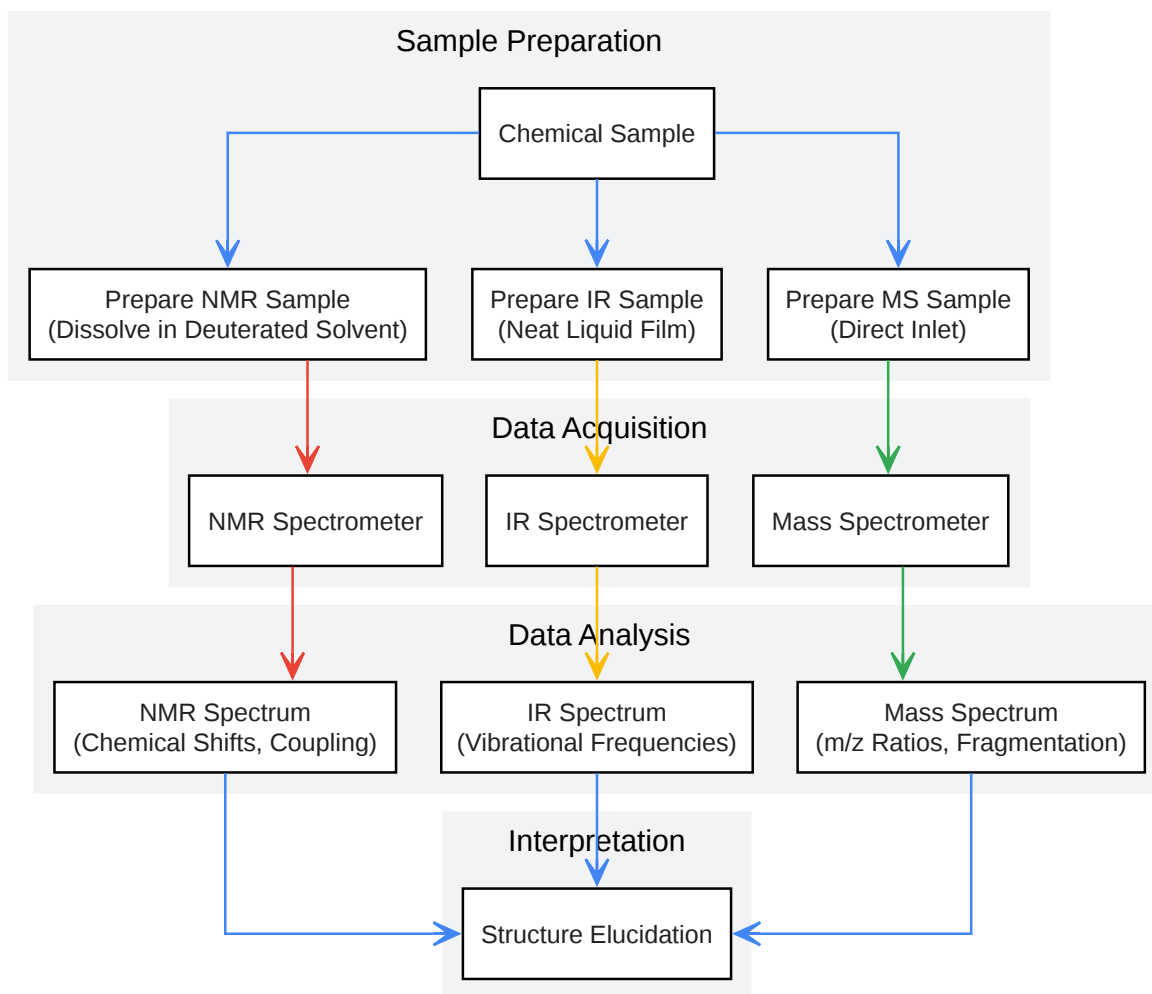 Sample Preparation
Chemical Sample
Prepare NMR Sample
(Dissolve in Deuterated Solvent)
Prepare IR Sample
(Neat Liquid Film)
Prepare MS Sample
(Direct Inlet)
Data Acquisition
NMR Spectrometer
IR Spectrometer
Mass Spectrometer
Data Analysis
NMR Spectrum
(Chemical Shifts, Coupling)
IR Spectrum
(Vibrational Frequencies)
Mass Spectrum
(m/z Ratios, Fragmentation)
Interpretation
Structure Elucidation